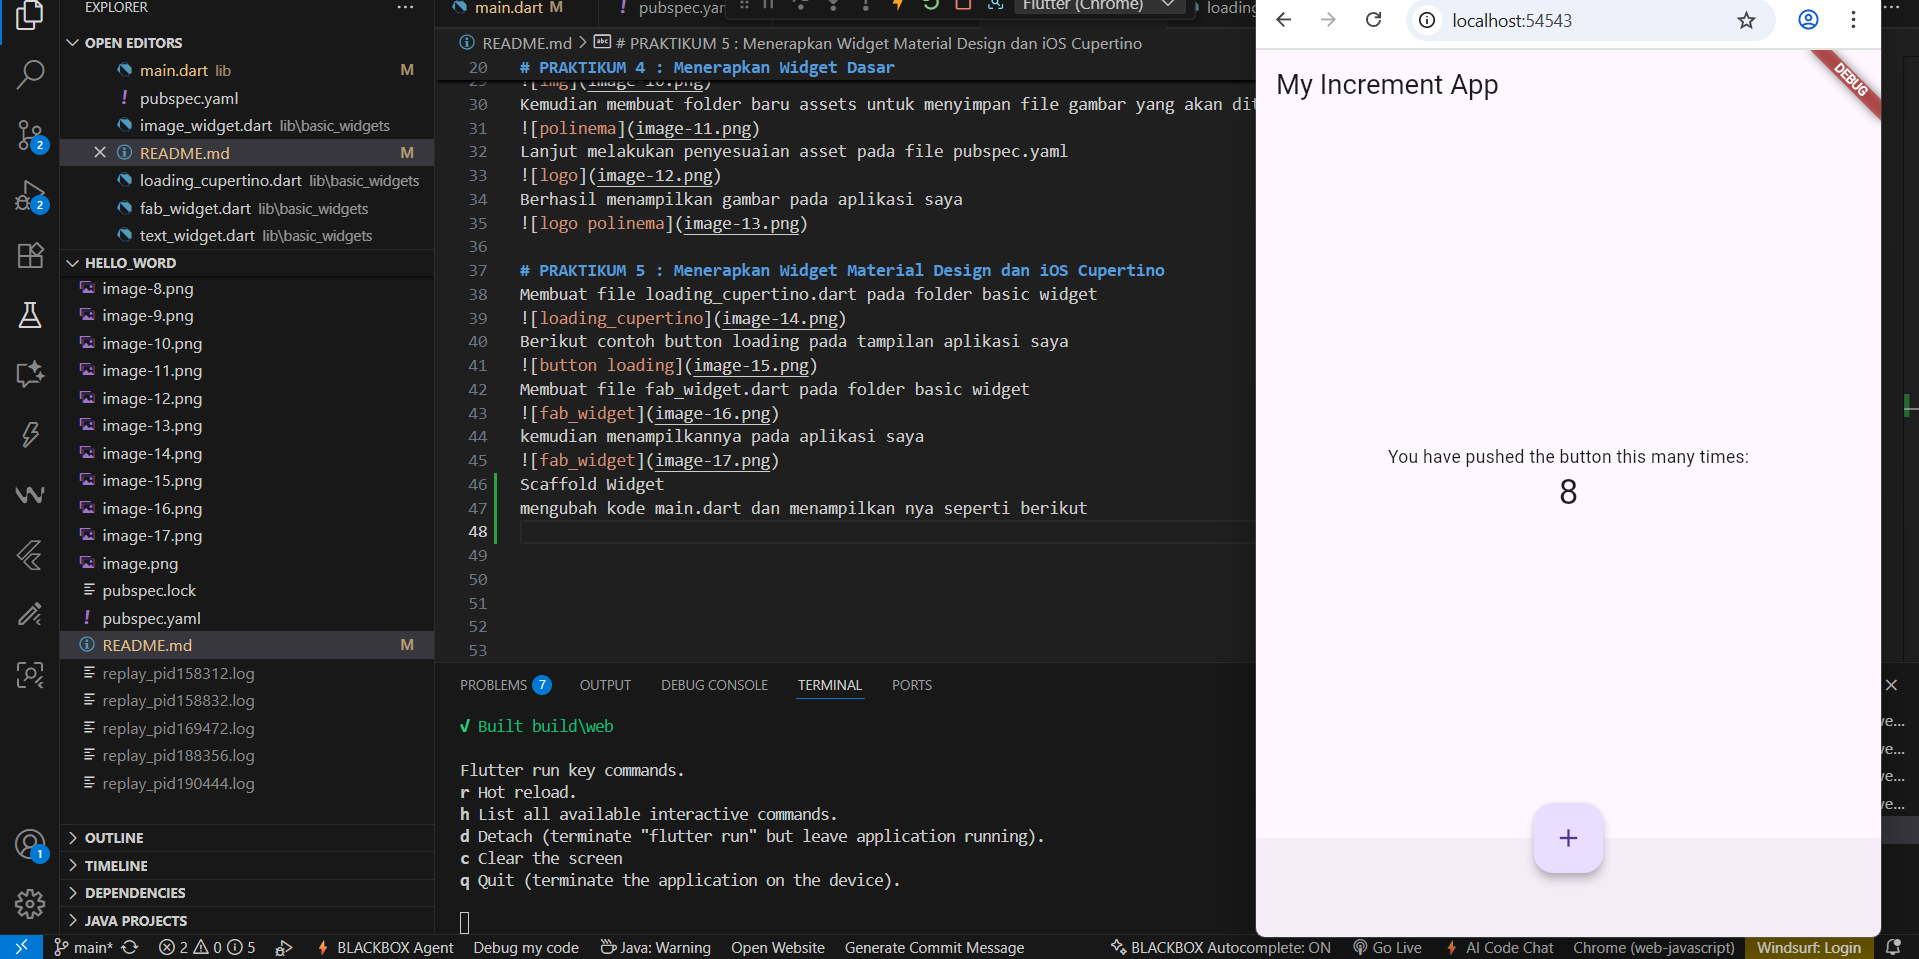 EXPLORER
OPEN EDITORS
main.dart lib M
! pubspec.yaml
image_widget.dart lib\basic_widgets
README.md M
loading_cupertino.dart lib\basic_widgets
fab_widget.dart lib\basic_widgets
text_widget.dart lib\basic_widgets
HELLO_WORD
image-8.png
image-9.png
image-10.png
image-11.png
image-12.png
image-13.png
image-14.png
image-15.png
image-16.png
image-17.png
image.png
pubspec.lock
! pubspec.yaml
README.md M
replay_pid158312.log
replay_pid158832.log
replay_pid169472.log
replay_pid188356.log
replay_pid190444.log
OUTLINE
TIMELINE
DEPENDENCIES
JAVA PROJECTS
2
2
1
main.dart M
! pubspec.yar
Flutter (Chrome)
loading
README.md > # PRAKTIKUM 5 : Menerapkan Widget Material Design dan iOS Cupertino
20 # PRAKTIKUM 4 : Menerapkan Widget Dasar
29 ![img](image-10.png)
30 Kemudian membuat folder baru assets untuk menyimpan file gambar yang akan dit
31 ![polinema](image-11.png)
32 Lanjut melakukan penyesuaian asset pada file pubspec.yaml
33 ![logo](image-12.png)
34 Berhasil menampilkan gambar pada aplikasi saya
35 ![logo polinema](image-13.png)
36
37 # PRAKTIKUM 5 : Menerapkan Widget Material Design dan iOS Cupertino
38 Membuat file loading_cupertino.dart pada folder basic widget
39 ![loading_cupertino](image-14.png)
40 Berikut contoh button loading pada tampilan aplikasi saya
41 ![button loading](image-15.png)
42 Membuat file fab_widget.dart pada folder basic widget
43 ![fab_widget](image-16.png)
44 kemudian menampilkannya pada aplikasi saya
45 ![fab_widget](image-17.png)
46 Scaffold Widget
47 mengubah kode main.dart dan menampilkan nya seperti berikut
48
49
50
51
52
53
PROBLEMS 7 OUTPUT DEBUG CONSOLE TERMINAL PORTS
√ Built build\web
Flutter run key commands.
r Hot reload.
h List all available interactive commands.
d Detach (terminate "flutter run" but leave application running).
c Clear the screen
q Quit (terminate the application on the device).
localhost:54543
DEBUG
My Increment App
You have pushed the button this many times:
8
+
ve...
ve...
ve...
ve...
main* 2 0 5 BLACKBOX Agent Debug my code Java: Warning Open Website Generate Commit Message BLACKBOX Autocomplete: ON Go Live AI Code Chat Chrome (web-javascript) Windsurf: Login